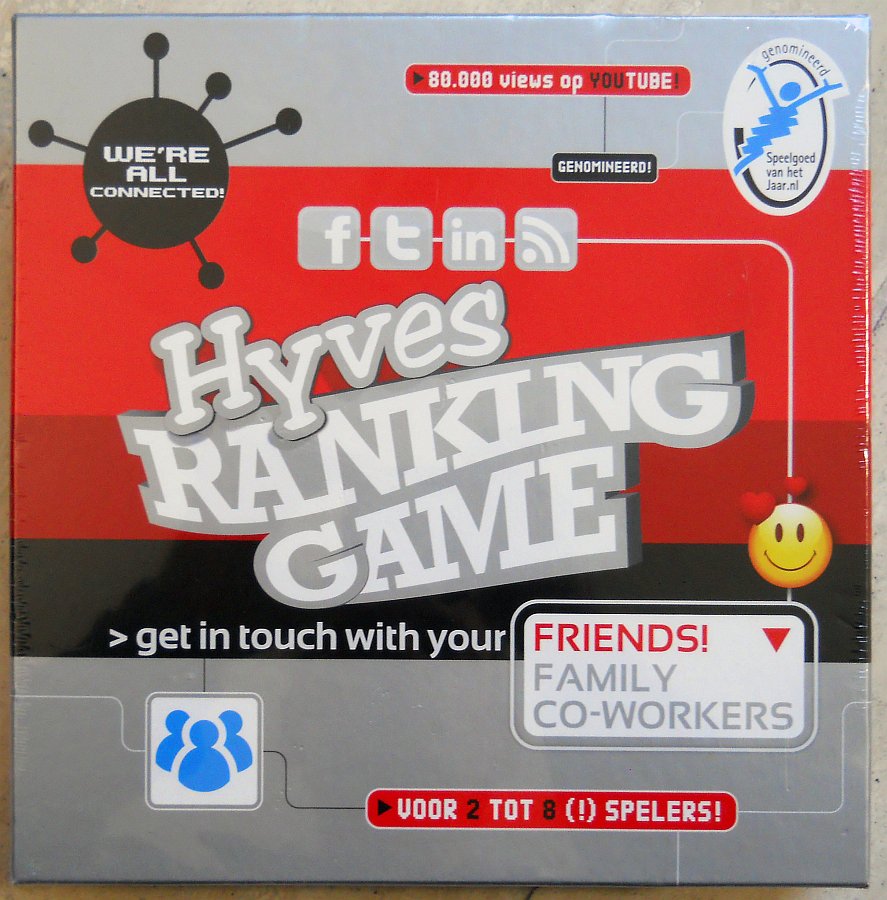 80.000 views op YOUTUBE!
genomineerd
Speelgoed
van het
Jaar.nl
GENOMINEERD!
WE'RE
ALL
CONNECTED!
f t in
Hyves
RANKING
GAME
> get in touch with your
FRIENDS!
FAMILY
CO-WORKERS
VOOR 2 TOT 8 (!) SPELERS!